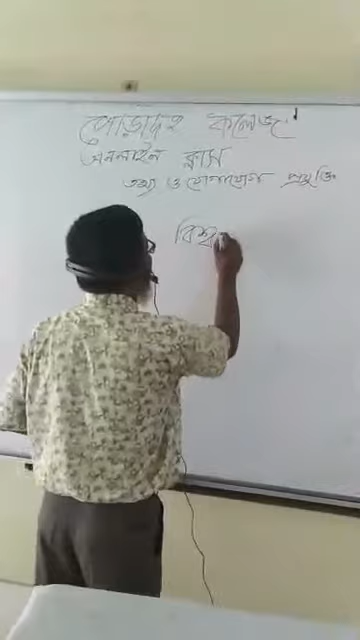 পোড়াদহ কলেজ
অনলাইন ক্লাস
তথ্য ও যোগাযোগ প্রযুক্তি
বিশ্ব